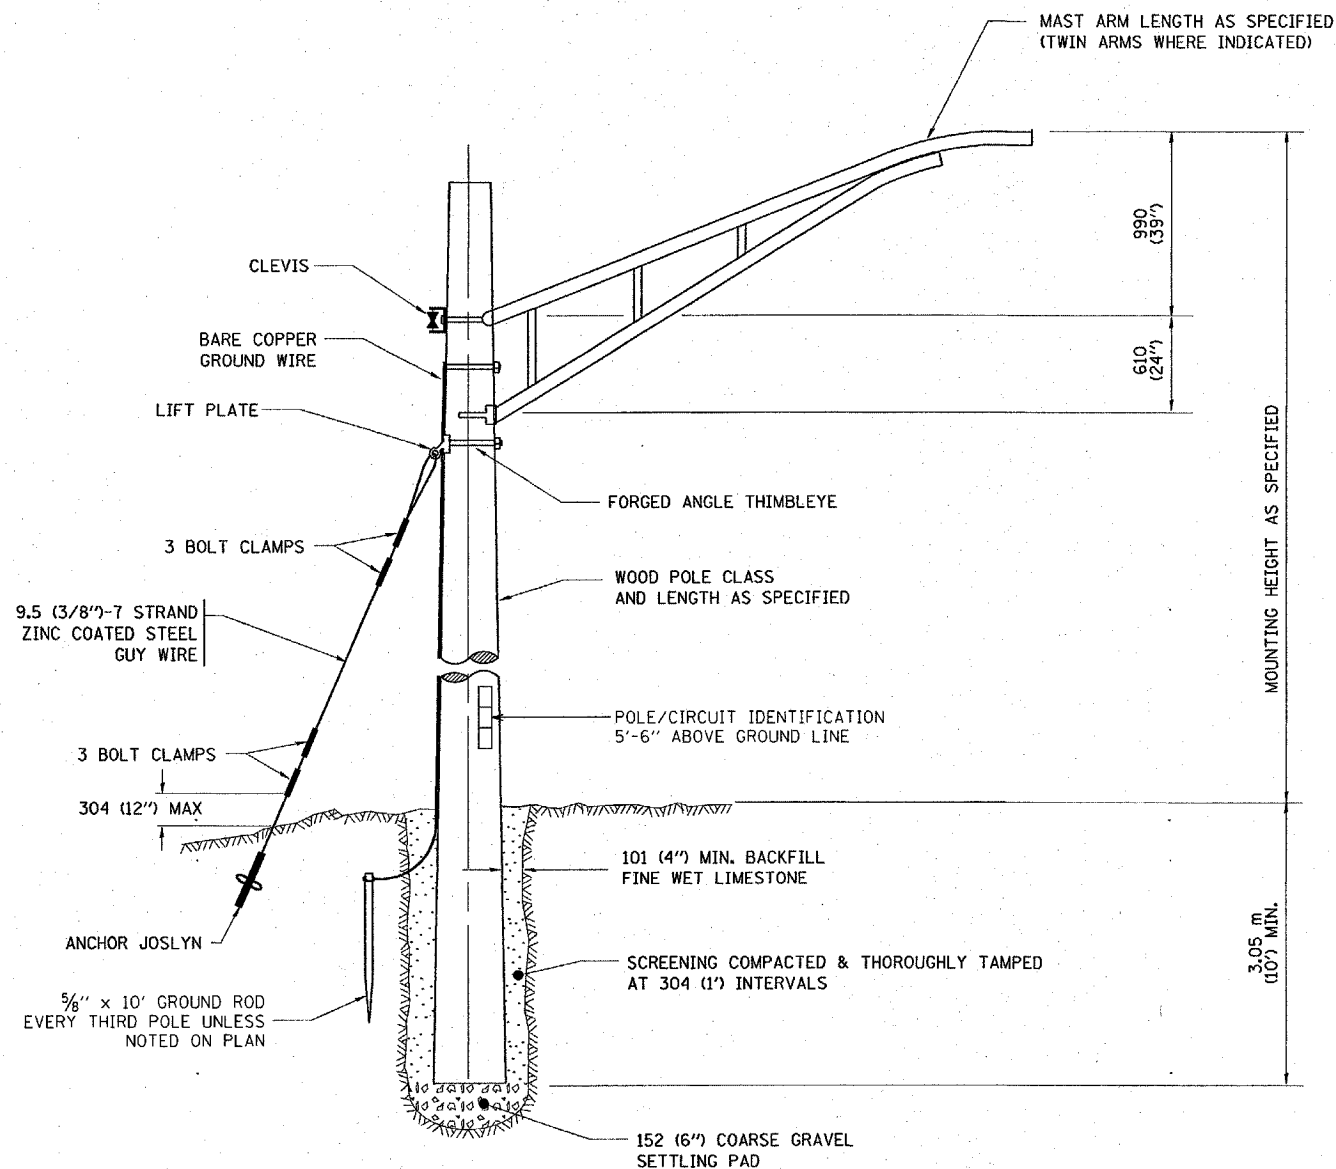 MAST ARM LENGTH AS SPECIFIED
(TWIN ARMS WHERE INDICATED)
CLEVIS
BARE COPPER
GROUND WIRE
LIFT PLATE
990
(39")
610
(24")
FORGED ANGLE THIMBLEYE
3 BOLT CLAMPS
WOOD POLE CLASS
AND LENGTH AS SPECIFIED
9.5 (3/8")-7 STRAND
ZINC COATED STEEL
GUY WIRE
MOUNTING HEIGHT AS SPECIFIED
POLE/CIRCUIT IDENTIFICATION
5'-6" ABOVE GROUND LINE
3 BOLT CLAMPS
304 (12") MAX
101 (4") MIN. BACKFILL
FINE WET LIMESTONE
ANCHOR JOSLYN
SCREENING COMPACTED & THOROUGHLY TAMPED
AT 304 (1') INTERVALS
3.05 m
(10') MIN.
5/8" x 10' GROUND ROD
EVERY THIRD POLE UNLESS
NOTED ON PLAN
152 (6") COARSE GRAVEL
SETTLING PAD